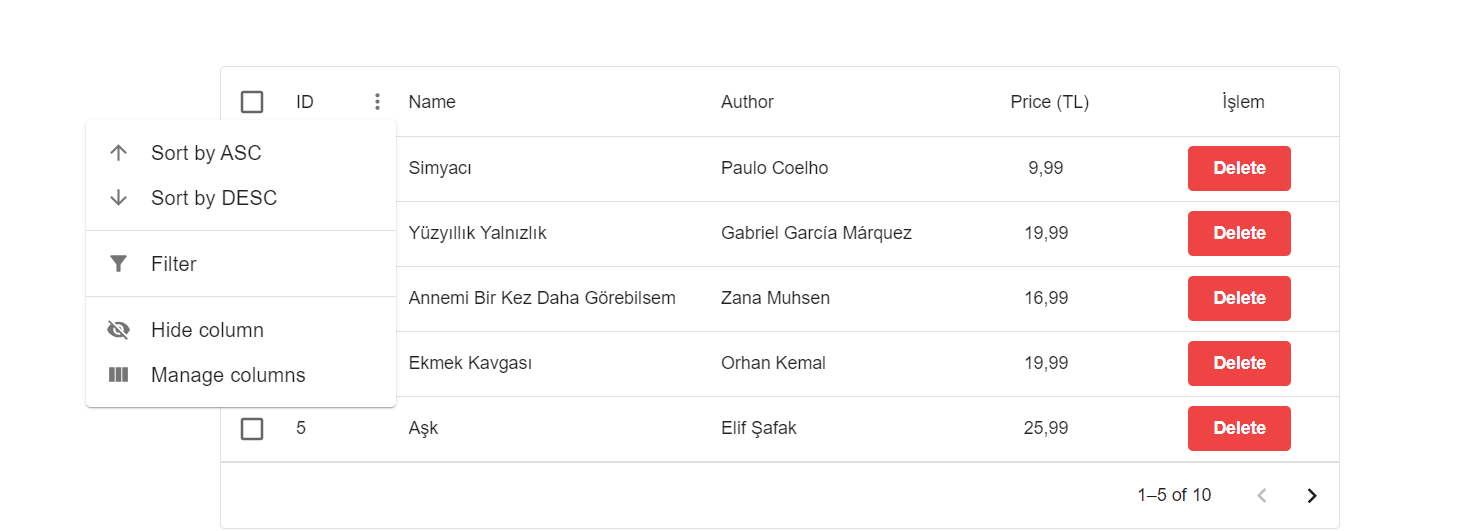 ID Name Author Price (TL) İşlem
Sort by ASC
Simyacı Paulo Coelho 9,99 Delete
Sort by DESC
Yüzyıllık Yalnızlık Gabriel García Márquez 19,99 Delete
Filter
Annemi Bir Kez Daha Görebilsem Zana Muhsen 16,99 Delete
Hide column
Ekmek Kavgası Orhan Kemal 19,99 Delete
Manage columns
5 Aşk Elif Şafak 25,99 Delete
1–5 of 10